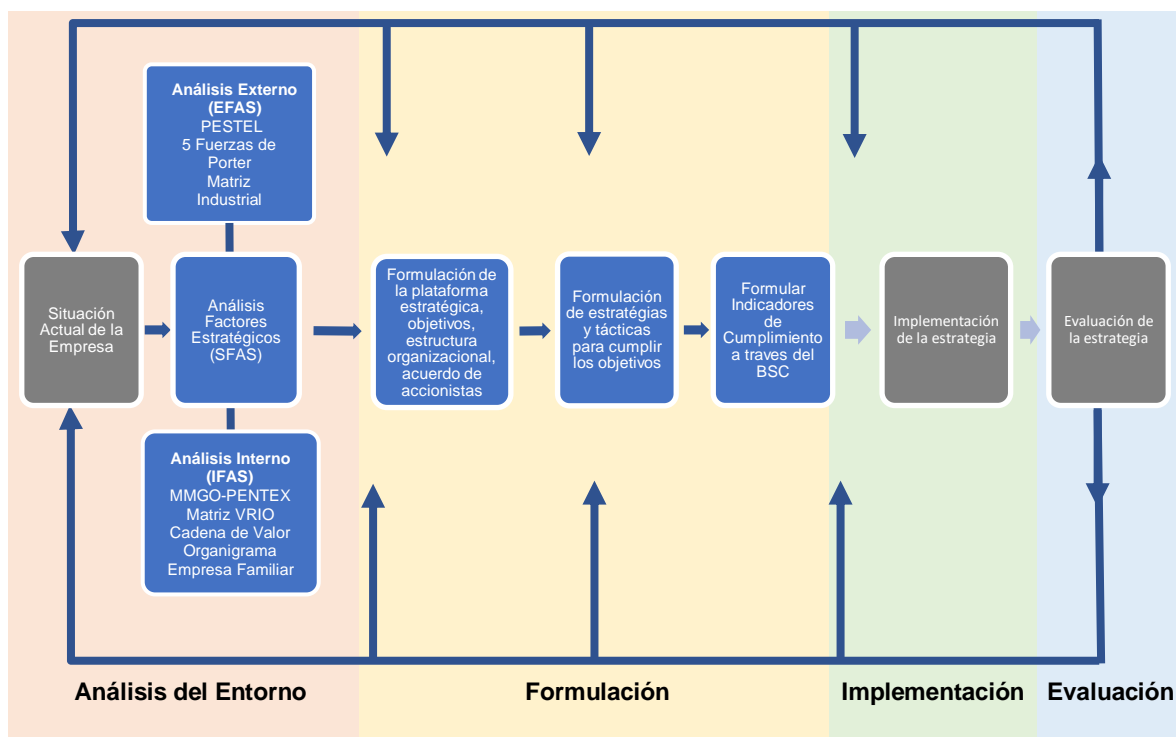 Análisis Externo
(EFAS)
PESTEL
5 Fuerzas de
Porter
Matriz
Industrial
Situación
Actual de la
Empresa
Análisis
Factores
Estratégicos
(SFAS)
Análisis Interno
(IFAS)
MMGO-PENTEX
Matriz VRIO
Cadena de Valor
Organigrama
Empresa Familiar
Formulación de
la plataforma
estratégica,
objetivos,
estructura
organizacional,
acuerdo de
accionistas
Formulación
de estratégias
y tácticas
para cumplir
los objetivos
Formular
Indicadores
de
Cumplimiento
a traves del
BSC
Implementación
de la estrategia
Evaluación de
la estrategia
Análisis del Entorno
Formulación
Implementación
Evaluación